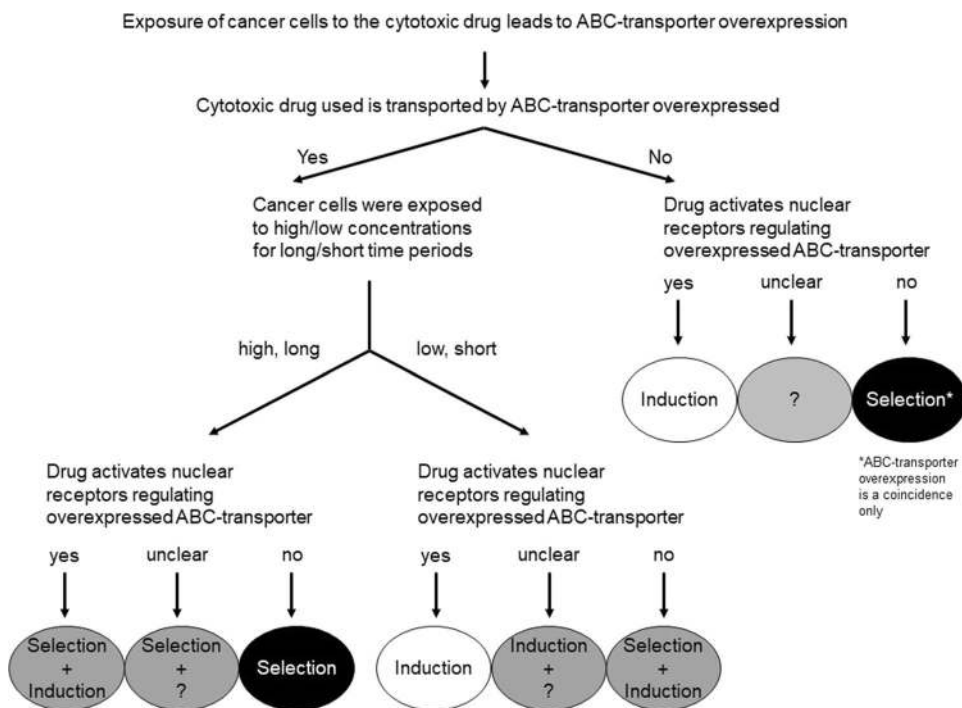 Exposure of cancer cells to the cytotoxic drug leads to ABC-transporter overexpression
Cytotoxic drug used is transported by ABC-transporter overexpressed
Yes
No
Cancer cells were exposed
to high/low concentrations
for long/short time periods
Drug activates nuclear
receptors regulating
overexpressed ABC-transporter
yes
unclear
no
high, long
low, short
Induction
?
Selection*
*ABC-transporter
overexpression
is a coincidence
only
Drug activates nuclear
receptors regulating
overexpressed ABC-transporter
yes
unclear
no
Selection
+
Induction
Selection
+
?
Selection
Drug activates nuclear
receptors regulating
overexpressed ABC-transporter
yes
unclear
no
Induction
Induction
+
?
Selection
+
Induction